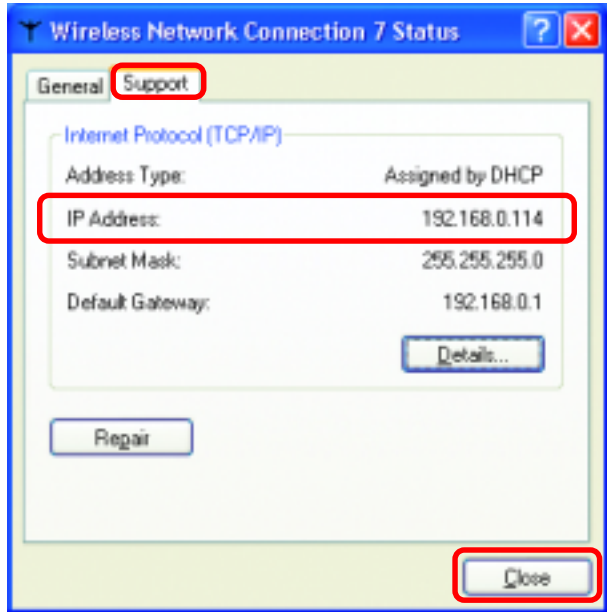 Wireless Network Connection 7 Status
General Support
Internet Protocol (TCP/IP)
Address Type: Assigned by DHCP
IP Address: 192.168.0.114
Subnet Mask: 255.255.255.0
Default Gateway: 192.168.0.1
Details...
Repair
Close